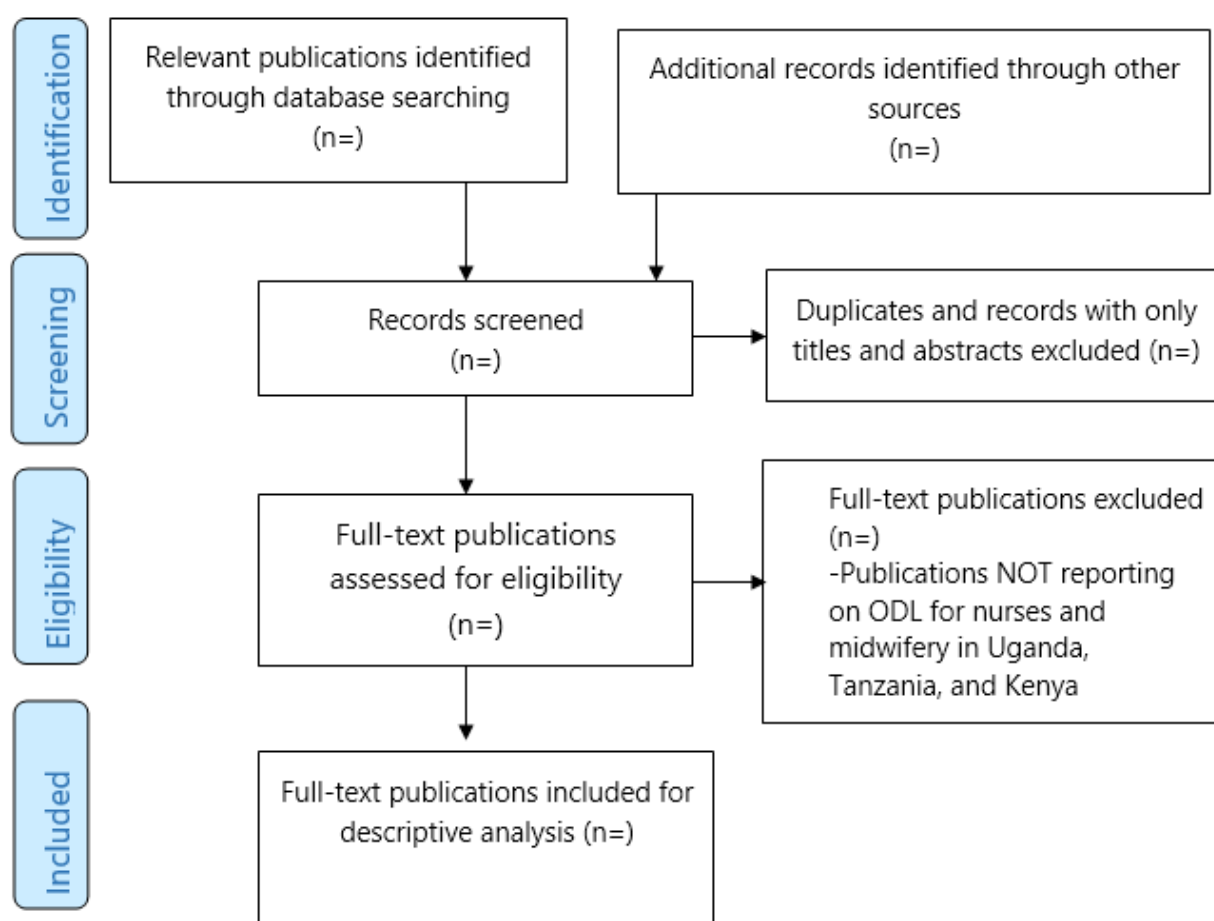 Identification
Relevant publications identified
through database searching
(n=)
Additional records identified through other
sources
(n=)
Screening
Records screened
(n=)
Duplicates and records with only
titles and abstracts excluded (n=)
Eligibility
Full-text publications
assessed for eligibility
(n=)
Full-text publications excluded
(n=)
-Publications NOT reporting
on ODL for nurses and
midwifery in Uganda,
Tanzania, and Kenya
Included
Full-text publications included for
descriptive analysis (n=)